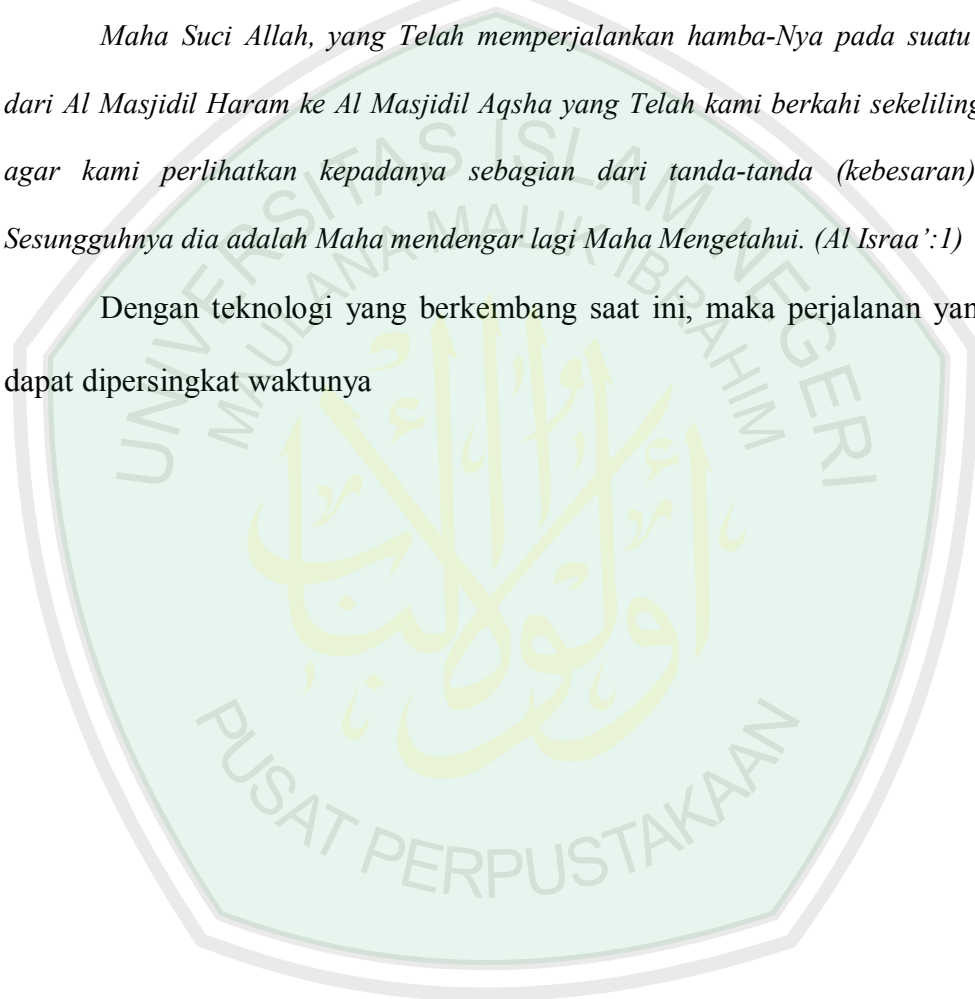 Maha Suci Allah, yang Telah memperjalankan hamba-Nya pada suatu
dari Al Masjidil Haram ke Al Masjidil Aqsha yang Telah kami berkahi sekeliling
agar kami perlihatkan kepadanya sebagian dari tanda-tanda (kebesaran)
Sesungguhnya dia adalah Maha mendengar lagi Maha Mengetahui. (Al Israa’:1)
Dengan teknologi yang berkembang saat ini, maka perjalanan yan
dapat dipersingkat waktunya
UNIVERSITAS ISLAM NEGERI
MAULANA MALIK IBRAHIM
PUSAT PERPUSTAKAAN